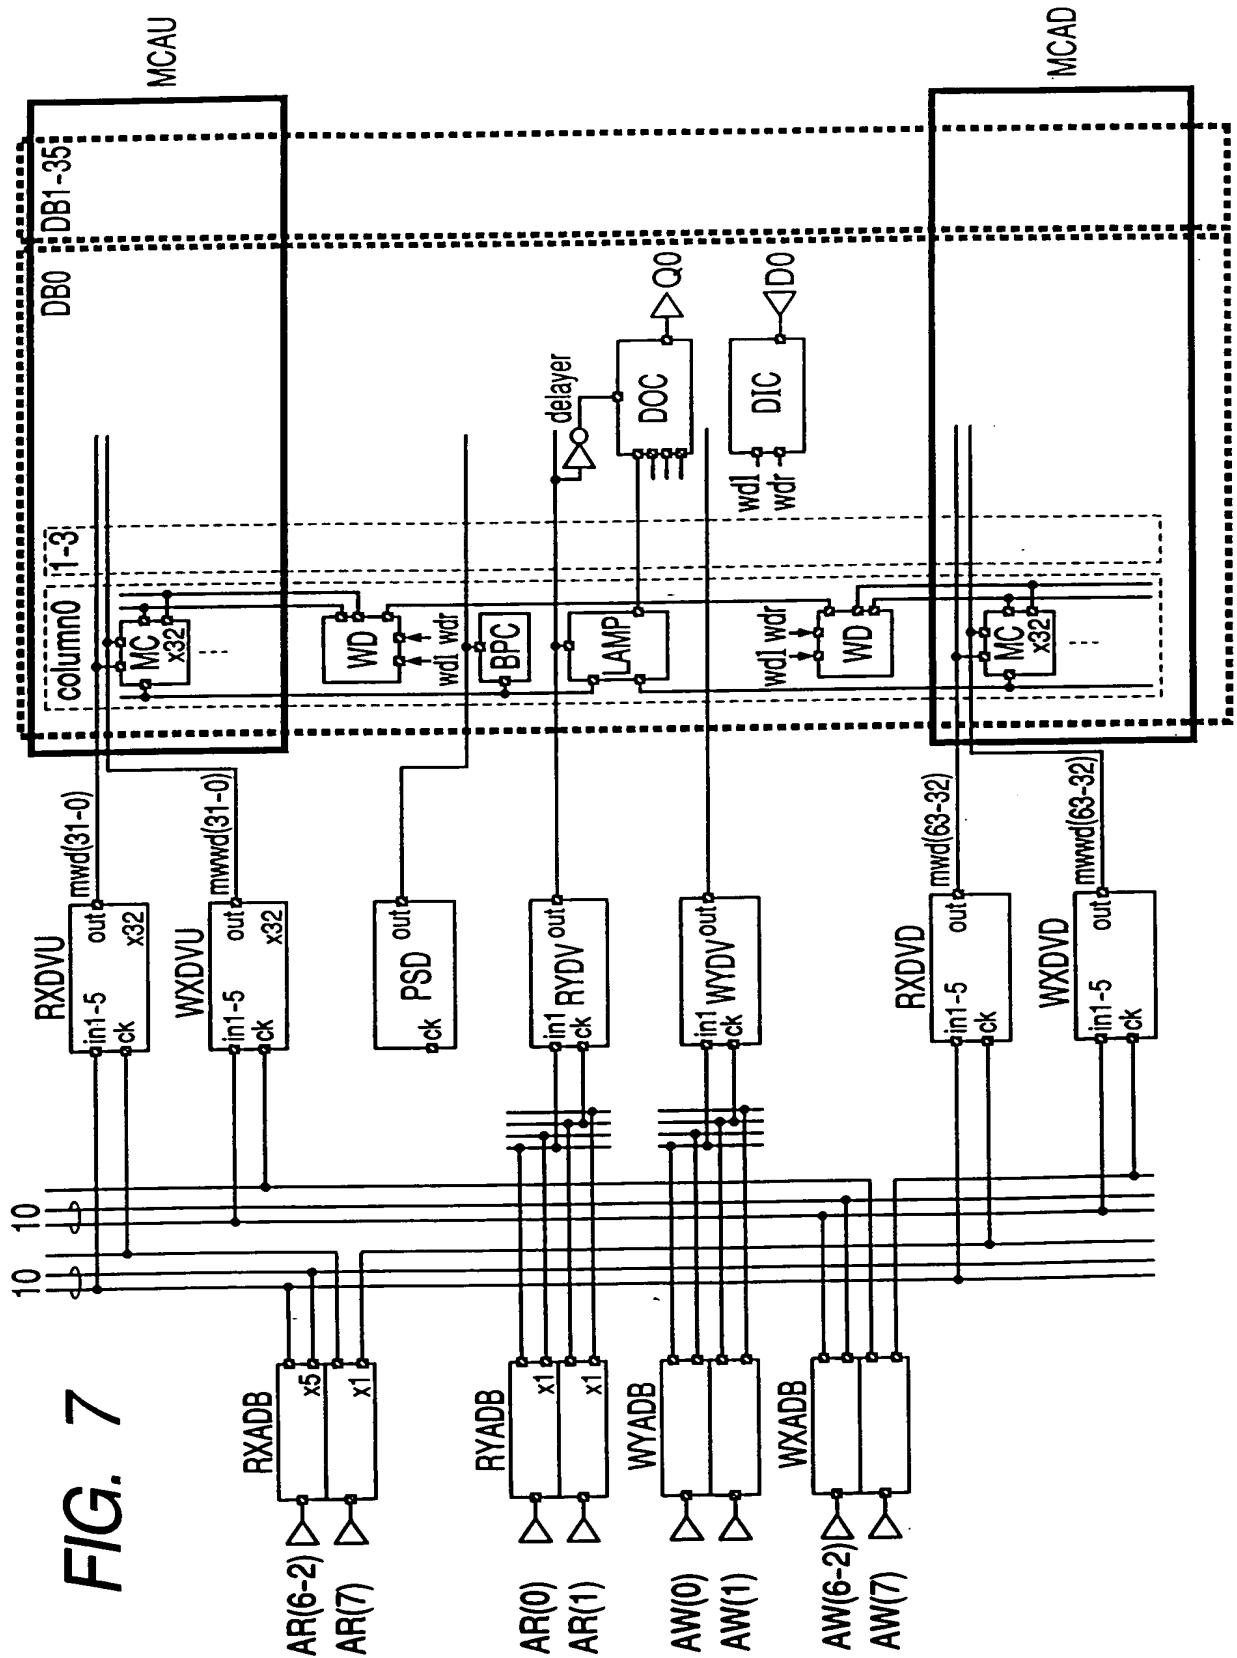 FIG. 7
MCAU
MCAD
DB1-35
DB0
column0
1-3
MC
x32
WD
wd1 wdr
BPC
LAMP
wd1 wdr
WD
MC
x32
delayer
DOC
Q0
DIC
D0
wd1
wdr
RXDVU
in1-5
ck
out
x32
mwd(31-0)
WXDVU
in1-5
ck
out
x32
mwwd(31-0)
PSD
ck
out
RYDV
in1
ck
out
WYDV
in1
ck
out
RXDVD
in1-5
ck
out
mwd(63-32)
WXDVD
in1-5
ck
out
mwwd(63-32)
10
10
RXADB
x5
x1
AR(6-2)
AR(7)
RYADB
x1
x1
AR(0)
AR(1)
WYADB
AW(0)
AW(1)
WXADB
AW(6-2)
AW(7)